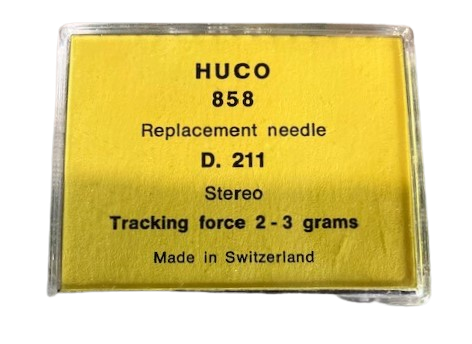 HUCO
858
Replacement needle
D. 211
Stereo
Tracking force 2 - 3 grams
Made in Switzerland